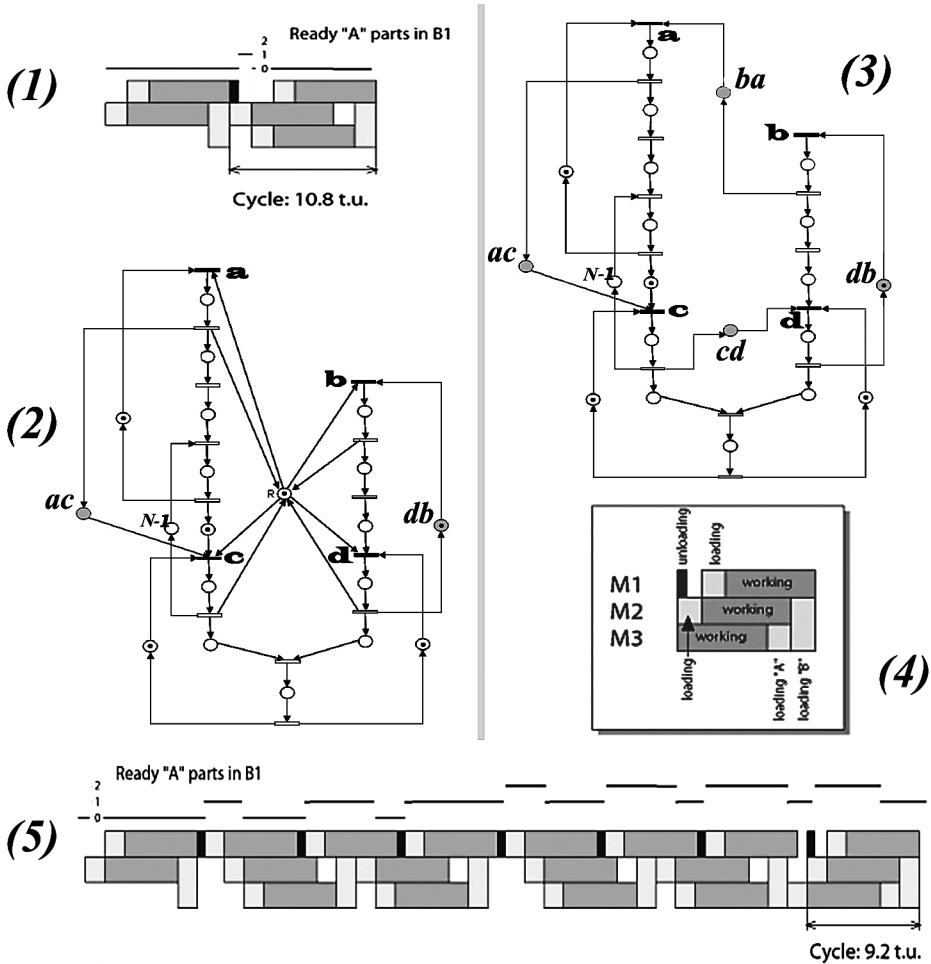 (1)
Ready "A" parts in B1
2
1
0
Cycle: 10.8 t.u.
(2)
a
b
R
ac
N-1
c
d
db
(3)
a
ba
b
ac
N-1
c
cd
d
db
(4)
unloading
loading
M1
working
M2
working
M3
working
loading
loading "A"
loading "B"
(5)
Ready "A" parts in B1
2
1
0
Cycle: 9.2 t.u.